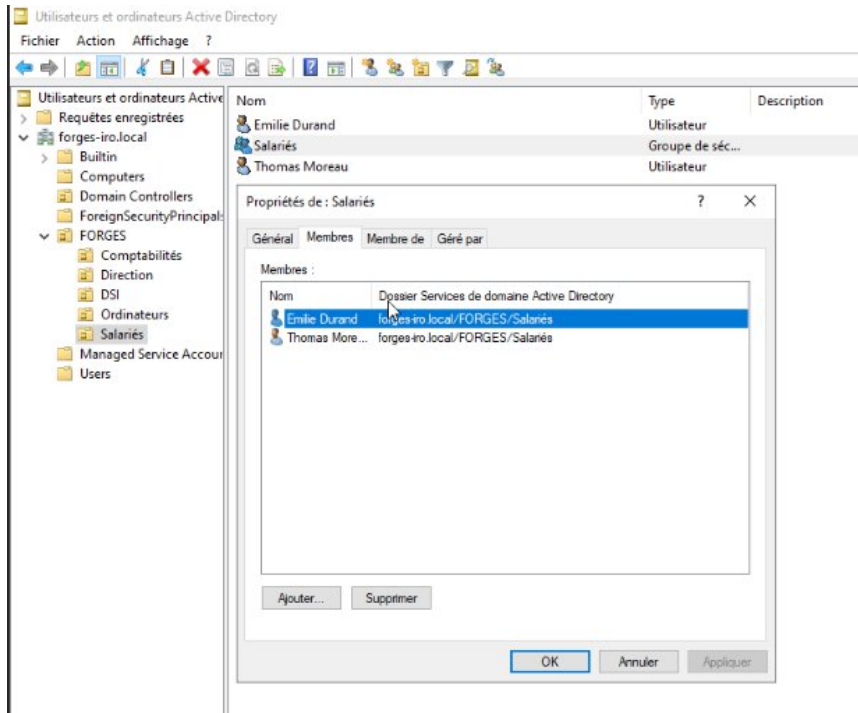 Utilisateurs et ordinateurs Active Directory
Fichier Action Affichage ?
Utilisateurs et ordinateurs Active
Requêtes enregistrées
forges-iro.local
Builtin
Computers
Domain Controllers
ForeignSecurityPrincipals
FORGES
Comptabilités
Direction
DSI
Ordinateurs
Salariés
Managed Service Accour
Users
Nom Type Description
Emilie Durand Utilisateur
Salariés Groupe de séc...
Thomas Moreau Utilisateur
Propriétés de : Salariés ?
Général Membres Membre de Géré par
Membres :
Nom Dossier Services de domaine Active Directory
Emilie Durand forges-iro.local/FORGES/Salariés
Thomas More... forges-iro.local/FORGES/Salariés
Ajouter... Supprimer
OK Annuler Appliquer